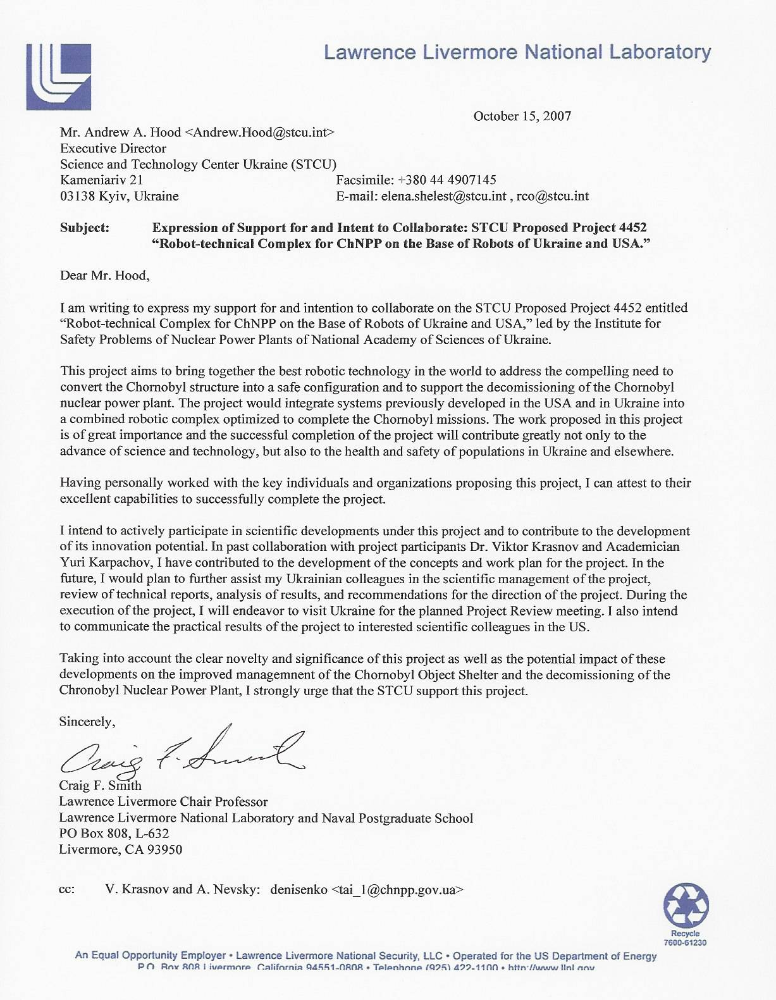 Lawrence Livermore National Laboratory
October 15, 2007
Mr. Andrew A. Hood <Andrew.Hood@stcu.int>
Executive Director
Science and Technology Center Ukraine (STCU)
Kameniariv 21 Facsimile: +380 44 4907145
03138 Kyiv, Ukraine E-mail: elena.shelest@stcu.int , rco@stcu.int
Subject: Expression of Support for and Intent to Collaborate: STCU Proposed Project 4452
“Robot-technical Complex for ChNPP on the Base of Robots of Ukraine and USA.”
Dear Mr. Hood,
I am writing to express my support for and intention to collaborate on the STCU Proposed Project 4452 entitled
“Robot-technical Complex for ChNPP on the Base of Robots of Ukraine and USA,” led by the Institute for
Safety Problems of Nuclear Power Plants of National Academy of Sciences of Ukraine.
This project aims to bring together the best robotic technology in the world to address the compelling need to
convert the Chornobyl structure into a safe configuration and to support the decomissioning of the Chornobyl
nuclear power plant. The project would integrate systems previously developed in the USA and in Ukraine into
a combined robotic complex optimized to complete the Chornobyl missions. The work proposed in this project
is of great importance and the successful completion of the project will contribute greatly not only to the
advance of science and technology, but also to the health and safety of populations in Ukraine and elsewhere.
Having personally worked with the key individuals and organizations proposing this project, I can attest to their
excellent capabilities to successfully complete the project.
I intend to actively participate in scientific developments under this project and to contribute to the development
of its innovation potential. In past collaboration with project participants Dr. Viktor Krasnov and Academician
Yuri Karpachov, I have contributed to the development of the concepts and work plan for the project. In the
future, I would plan to further assist my Ukrainian colleagues in the scientific management of the project,
review of technical reports, analysis of results, and recommendations for the direction of the project. During the
execution of the project, I will endeavor to visit Ukraine for the planned Project Review meeting. I also intend
to communicate the practical results of the project to interested scientific colleagues in the US.
Taking into account the clear novelty and significance of this project as well as the potential impact of these
developments on the improved managemnent of the Chornobyl Object Shelter and the decomissioning of the
Chronobyl Nuclear Power Plant, I strongly urge that the STCU support this project.
Sincerely,
Craig F. Smith
Craig F. Smith
Lawrence Livermore Chair Professor
Lawrence Livermore National Laboratory and Naval Postgraduate School
PO Box 808, L-632
Livermore, CA 93950
cc: V. Krasnov and A. Nevsky: denisenko <tai_1@chnpp.gov.ua>
Recycle
7600-61230
An Equal Opportunity Employer • Lawrence Livermore National Security, LLC • Operated for the US Department of Energy
P.O. Box 808 Livermore, California 94551-0808 • Telephone (925) 422-1100 • http://www.llnl.gov